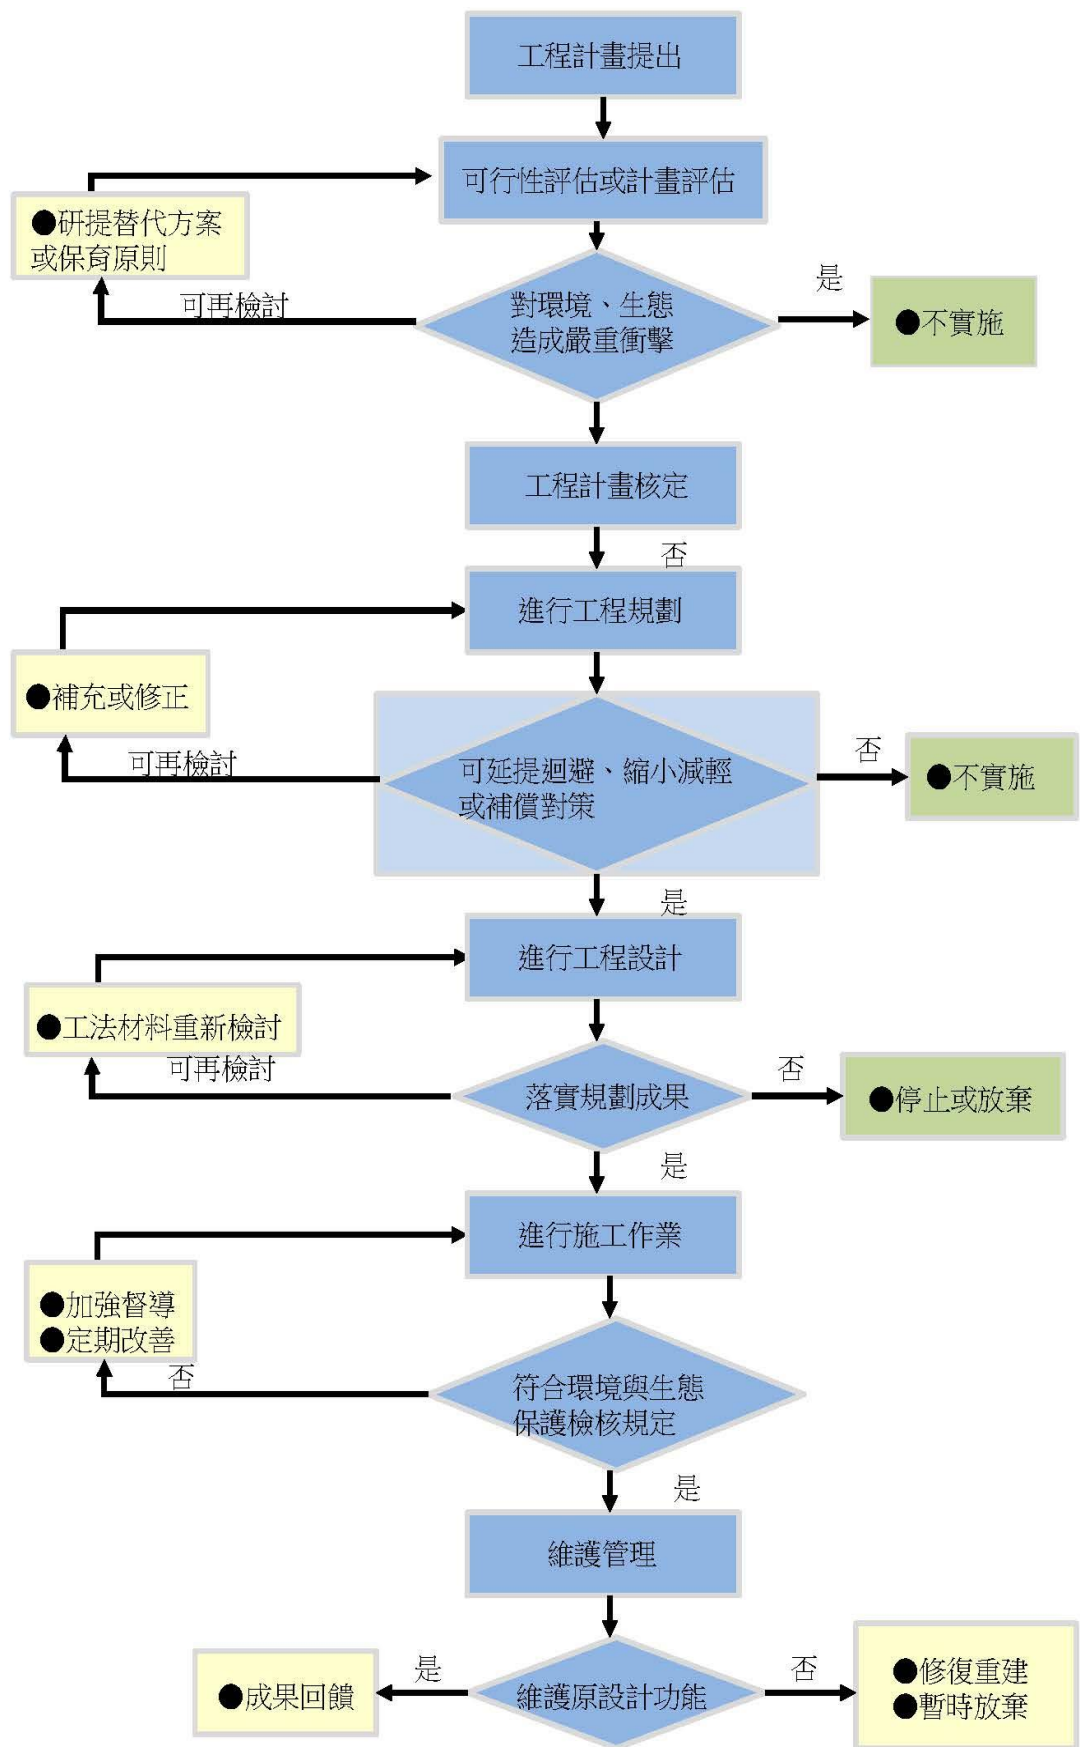 工程計畫提出
可行性評估或計畫評估
●研提替代方案
或保育原則
可再檢討
對環境、生態
造成嚴重衝擊
是
●不實施
工程計畫核定
否
進行工程規劃
●補充或修正
可再檢討
可延提迴避、縮小減輕
或補償對策
否
●不實施
是
進行工程設計
●工法材料重新檢討
可再檢討
落實規劃成果
否
●停止或放棄
是
進行施工作業
●加強督導
●定期改善
否
符合環境與生態
保護檢核規定
是
維護管理
●成果回饋
是
維護原設計功能
否
●修復重建
●暫時放棄